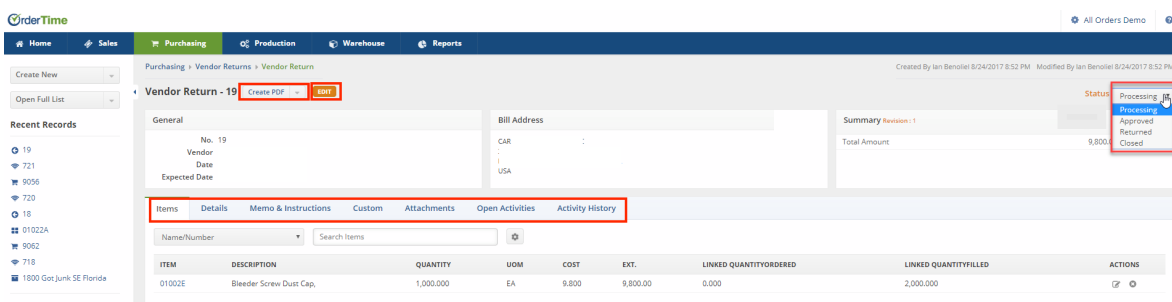 OrderTime
All Orders Demo
Home Sales Purchasing Production Warehouse Reports
Create New
Open Full List
Recent Records
19
721
9056
720
18
01022A
9062
718
1800 Got Junk SE Florida
Purchasing › Vendor Returns › Vendor Return
Created By Ian Benoliel 8/24/2017 8:52 PM Modified By Ian Benoliel 8/24/2017 8:52 PM
Vendor Return - 19 Create PDF EDIT
Status
Processing
Processing
Approved
Returned
Closed
General
No. 19
Vendor
Date
Expected Date
Bill Address
CAR
USA
Summary Revision : 1
Total Amount 9,800.
Items Details Memo & Instructions Custom Attachments Open Activities Activity History
Name/Number Search Items
ITEM DESCRIPTION QUANTITY UOM COST EXT. LINKED QUANTITYORDERED LINKED QUANTITYFILLED ACTIONS
01002E Bleeder Screw Dust Cap, 1,000.000 EA 9.800 9,800.00 0.000 2,000.000